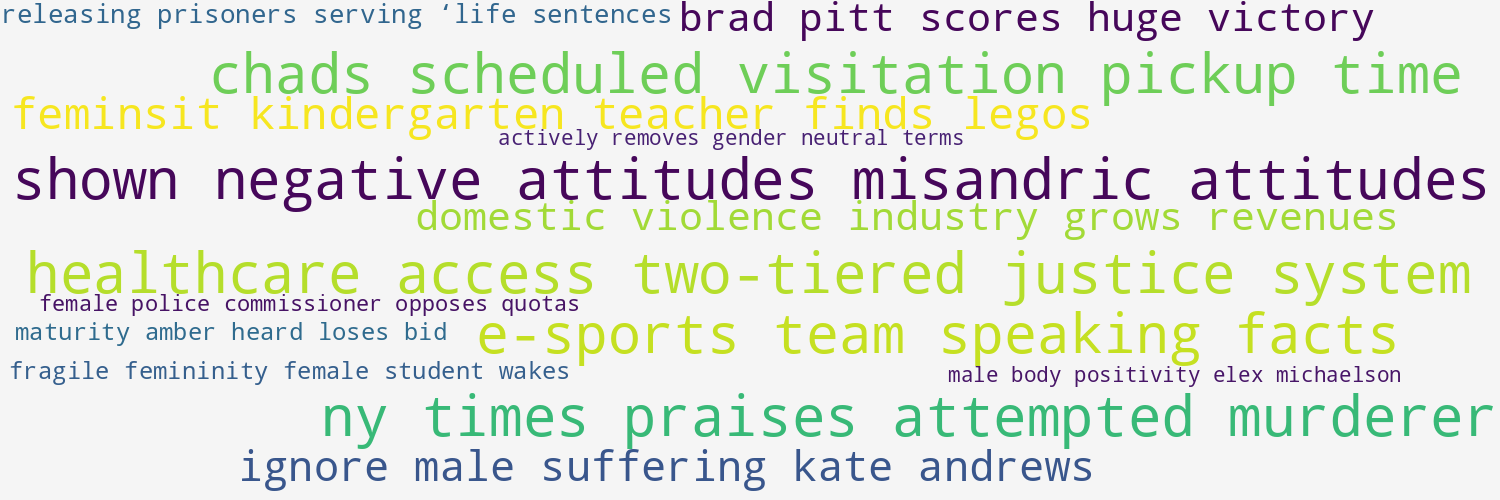 releasing prisoners serving ‘life sentences
brad pitt scores huge victory
chads scheduled visitation pickup time
feminsit kindergarten teacher finds legos
actively removes gender neutral terms
shown negative attitudes misandric attitudes
domestic violence industry grows revenues
healthcare access two-tiered justice system
female police commissioner opposes quotas
maturity amber heard loses bid
e-sports team speaking facts
fragile femininity female student wakes
male body positivity elex michaelson
ny times praises attempted murderer
ignore male suffering kate andrews